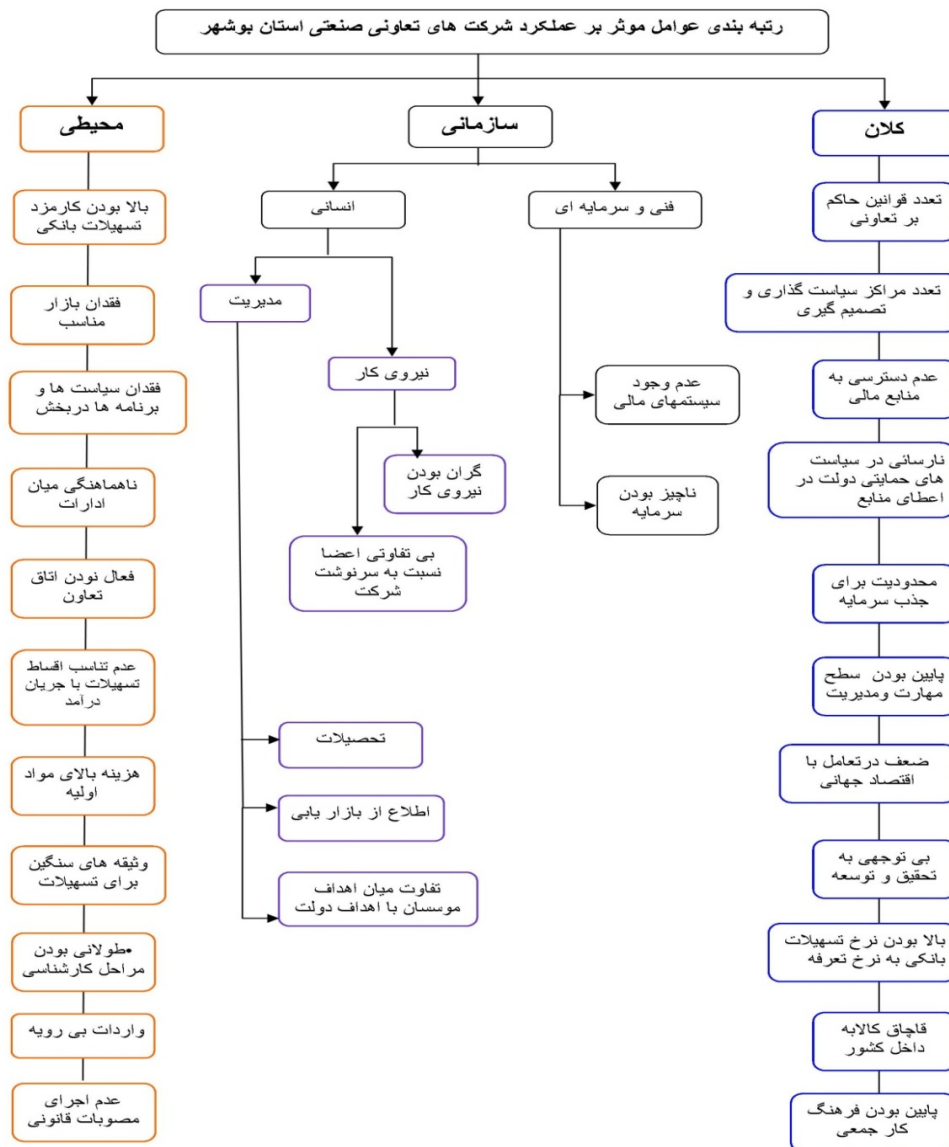 رتبه بندی عوامل موثر بر عملکرد شرکت های تعاونی صنعتی استان بوشهر
کلان
تعدد قوانین حاکم
بر تعاونی
تعدد مراکز سیاست گذاری و
تصمیم گیری
عدم دسترسی به
منابع مالی
نارسائی در سیاست
های حمایتی دولت در
اعطای منابع
محدودیت برای
جذب سرمایه
پایین بودن سطح
مهارت ومدیریت
ضعف درتعامل با
اقتصاد جهانی
بی توجهی به
تحقیق و توسعه
بالا بودن نرخ تسهیلات
بانکی به نرخ تعرفه
قاچاق کالابه
داخل کشور
پایین بودن فرهنگ
کار جمعی
سازمانی
فنی و سرمایه ای
عدم وجود
سیستمهای مالی
ناچیز بودن
سرمایه
انسانی
مدیریت
نیروی کار
گران بودن
نیروی کار
بی تفاوتی اعضا
نسبت به سرنوشت
شرکت
تحصیلات
اطلاع از بازار یابی
تفاوت میان اهداف
موسسان با اهداف دولت
محیطی
بالا بودن کارمزد
تسهیلات بانکی
فقدان بازار
مناسب
فقدان سیاست ها و
برنامه ها دربخش
ناهماهنگی میان
ادارات
فعال نودن اتاق
تعاون
عدم تناسب اقساط
تسهیلات با جریان
درآمد
هزینه بالای مواد
اولیه
وثیقه های سنگین
برای تسهیلات
•طولانی بودن
مراحل کارشناسی
واردات بی رویه
عدم اجرای
مصوبات قانونی